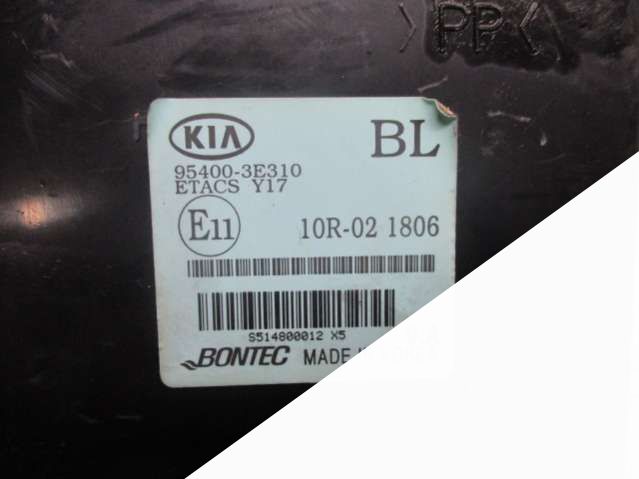 >PP<
KIA
BL
95400-3E310
ETACS Y17
E11
10R-02 1806
S514800012 X5
BONTEC MADE